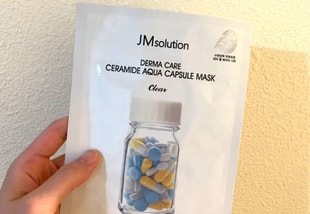 JMsolution
DERMA CARE
CERAMIDE AQUA CAPSULE MASK
Clear